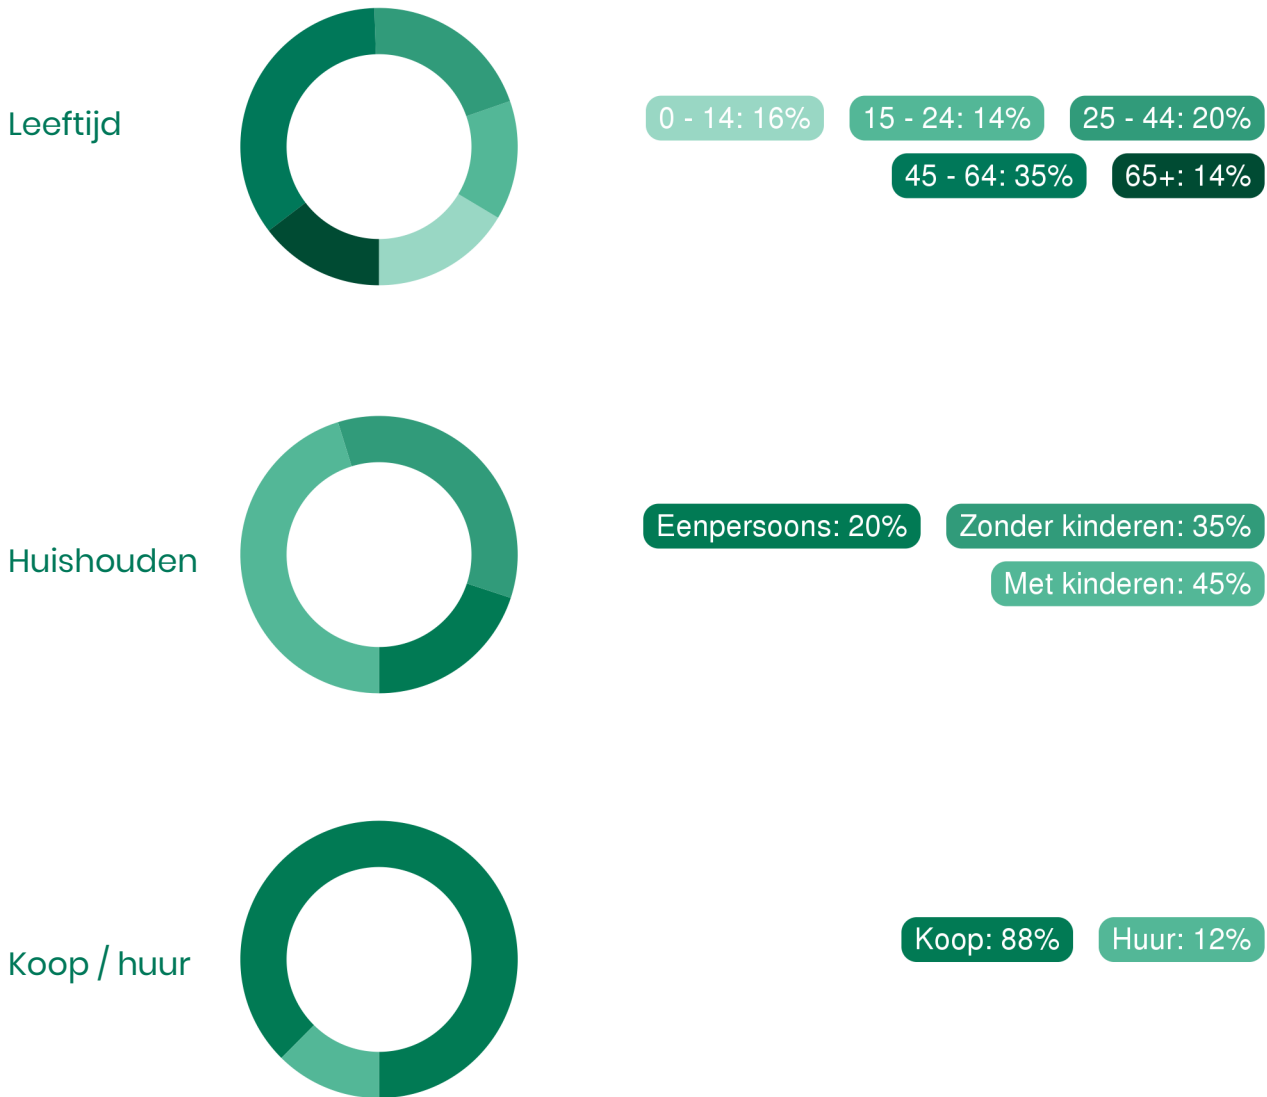 Leeftijd
0 - 14: 16% 15 - 24: 14% 25 - 44: 20%
45 - 64: 35% 65+: 14%
Huishouden
Eenpersoons: 20% Zonder kinderen: 35%
Met kinderen: 45%
Koop / huur
Koop: 88% Huur: 12%